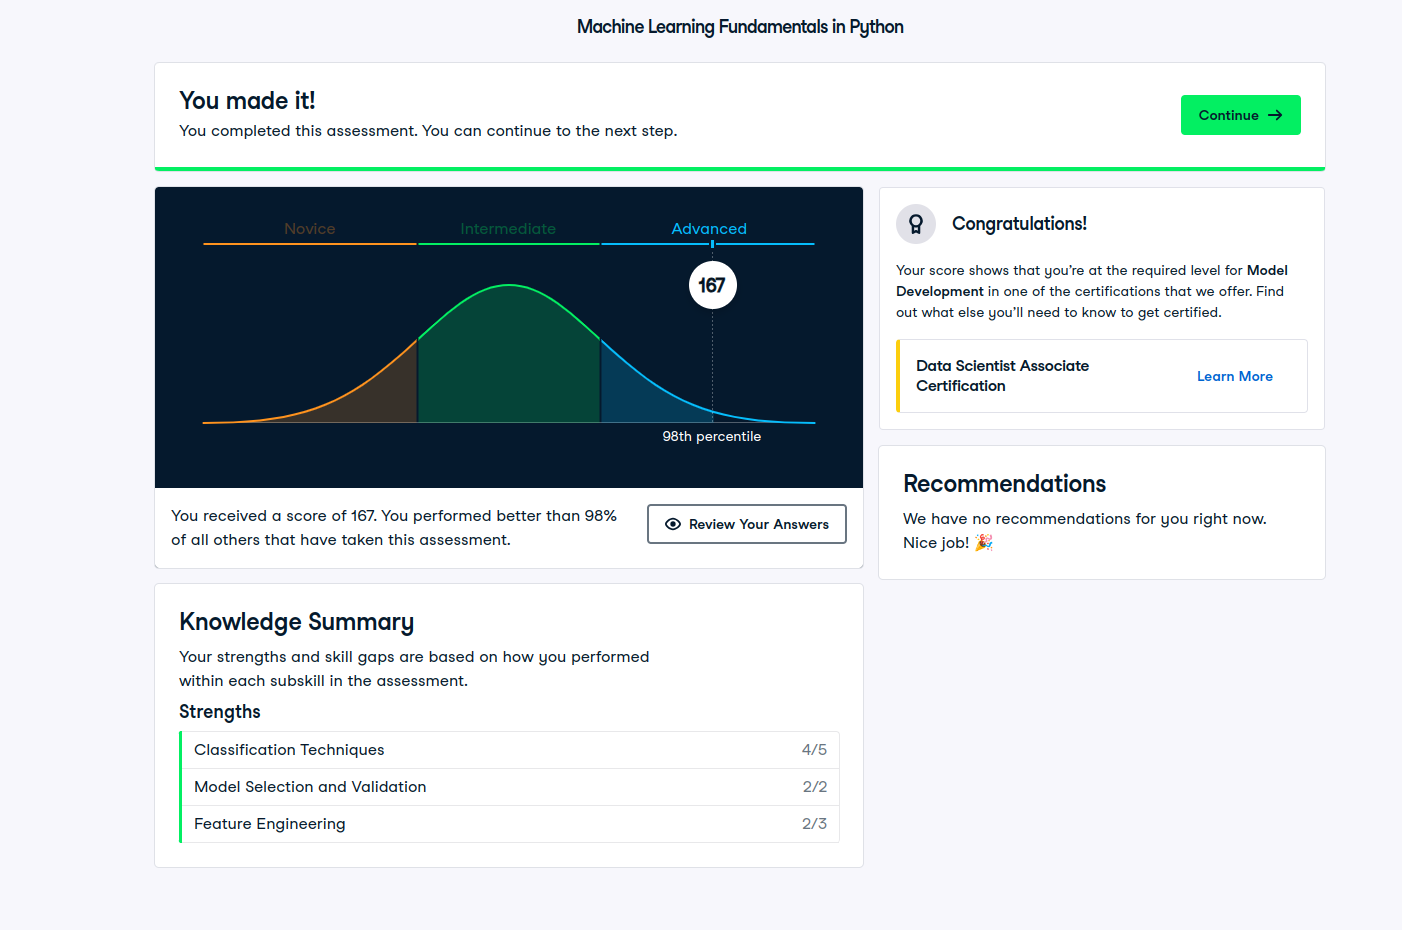 Machine Learning Fundamentals in Python
You made it!
You completed this assessment. You can continue to the next step.
Continue
Novice
Intermediate
Advanced
167
98th percentile
You received a score of 167. You performed better than 98%
of all others that have taken this assessment.
Review Your Answers
Congratulations!
Your score shows that you’re at the required level for Model
Development in one of the certifications that we offer. Find
out what else you’ll need to know to get certified.
Data Scientist Associate
Certification
Learn More
Recommendations
We have no recommendations for you right now.
Nice job! 🎉
Knowledge Summary
Your strengths and skill gaps are based on how you performed
within each subskill in the assessment.
Strengths
Classification Techniques 4/5
Model Selection and Validation 2/2
Feature Engineering 2/3